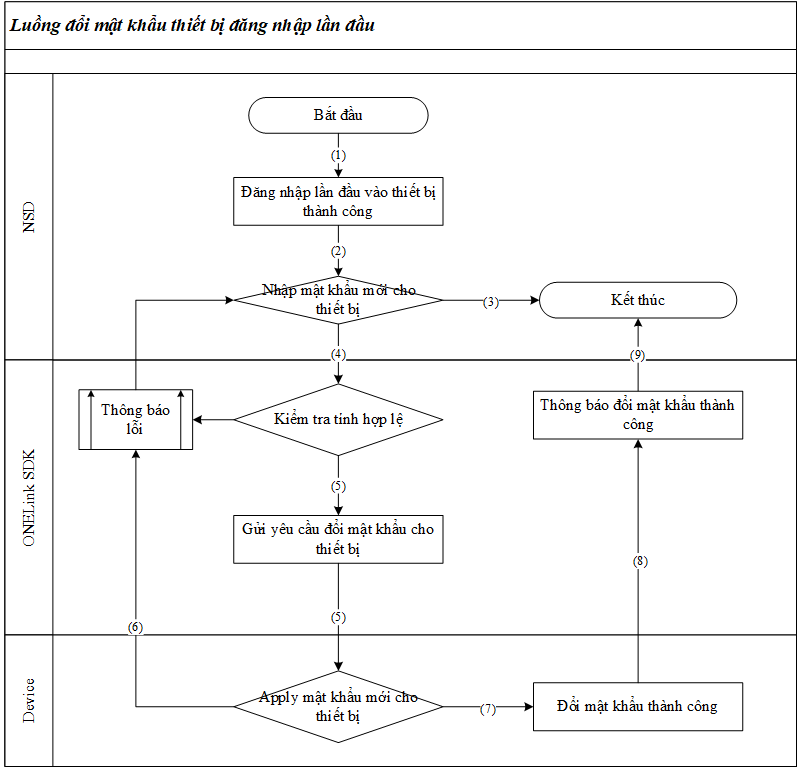 Luồng đổi mật khẩu thiết bị đăng nhập lần đầu
NSD
Bắt đầu
(1)
Đăng nhập lần đầu vào thiết bị
thành công
(2)
Nhập mật khẩu mới cho
thiết bị
(3)
Kết thúc
(4)
(9)
ONELink SDK
Thông báo
lỗi
Kiểm tra tính hợp lệ
Thông báo đổi mật khẩu thành
công
(5)
Gửi yêu cầu đổi mật khẩu cho
thiết bị
(8)
(5)
(6)
Device
Apply mật khẩu mới cho
thiết bị
(7)
Đổi mật khẩu thành công